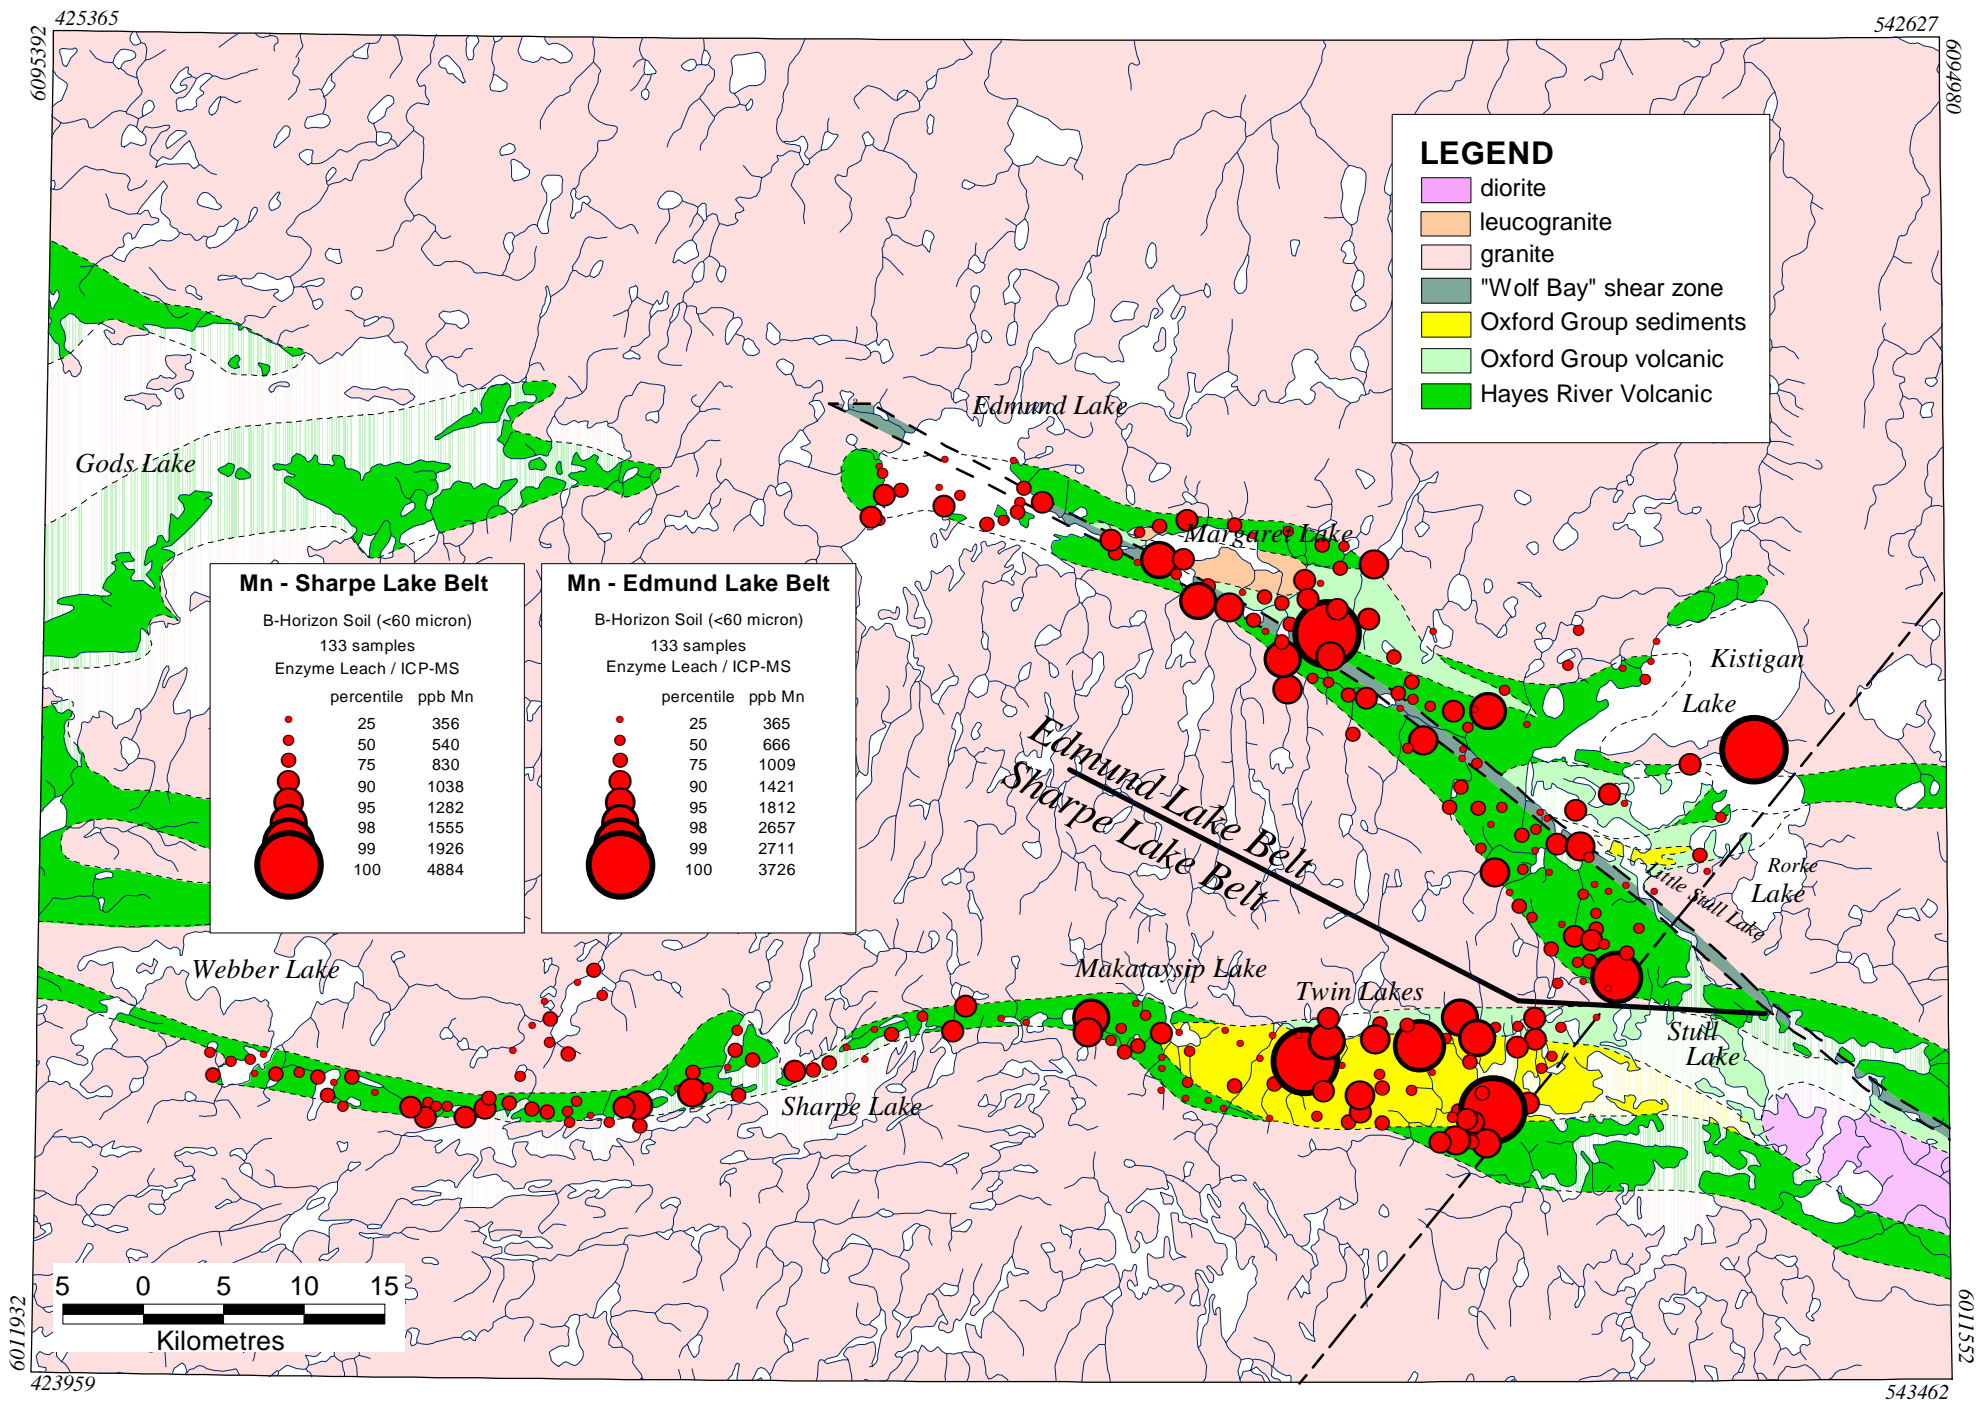 425365
542627
6095392
6094980
LEGEND
diorite
leucogranite
granite
"Wolf Bay" shear zone
Oxford Group sediments
Oxford Group volcanic
Hayes River Volcanic
Edmund Lake
Gods Lake
Margaret Lake
Mn - Sharpe Lake Belt
B-Horizon Soil (<60 micron)
133 samples
Enzyme Leach / ICP-MS
percentile ppb Mn
25 356
50 540
75 830
90 1038
95 1282
98 1555
99 1926
100 4884
Mn - Edmund Lake Belt
B-Horizon Soil (<60 micron)
133 samples
Enzyme Leach / ICP-MS
percentile ppb Mn
25 365
50 666
75 1009
90 1421
95 1812
98 2657
99 2711
100 3726
Kistigan
Lake
Edmund Lake Belt
Sharpe Lake Belt
Rorke
Lake
Little Stull Lake
Webber Lake
Makataysip Lake
Twin Lakes
Stull
Lake
Sharpe Lake
5 0 5 10 15
Kilometres
6011932
6011552
423959
543462